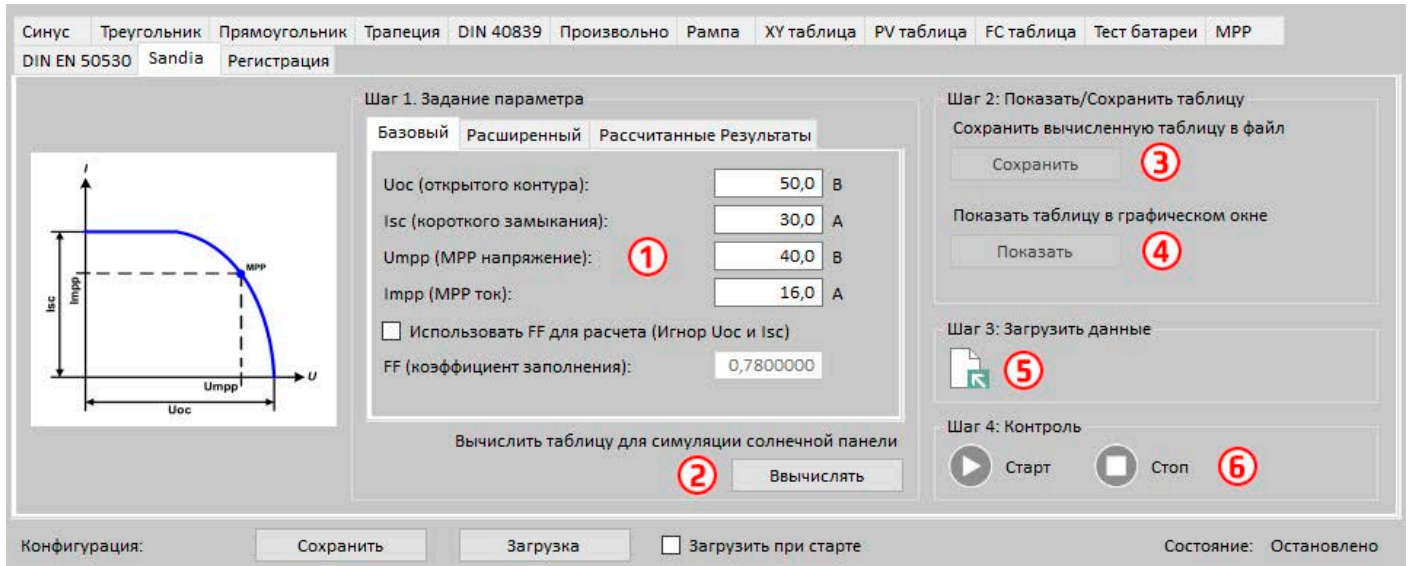 Синус Треугольник Прямоугольник Трапеция DIN 40839 Произвольно Рампа XY таблица PV таблица FC таблица Тест батареи MPP
DIN EN 50530 Sandia Регистрация
Шаг 1. Задание параметра
Базовый Расширенный Рассчитанные Результаты
Uoc (открытого контура): 50,0 В
Isc (короткого замыкания): 30,0 А
Umpp (MPP напряжение): 40,0 В
Impp (MPP ток): 16,0 А
1
Использовать FF для расчета (Игнор Uoc и Isc)
FF (коэффициент заполнения): 0,7800000
Вычислить таблицу для симуляции солнечной панели
2 Ввычислять
I
MPP
Isc
Impp
Umpp
U
Uoc
Шаг 2: Показать/Сохранить таблицу
Сохранить вычисленную таблицу в файл
Сохранить 3
Показать таблицу в графическом окне
Показать 4
Шаг 3: Загрузить данные
5
Шаг 4: Контроль
Старт Стоп 6
Конфигурация: Сохранить Загрузка Загрузить при старте Состояние: Остановлено